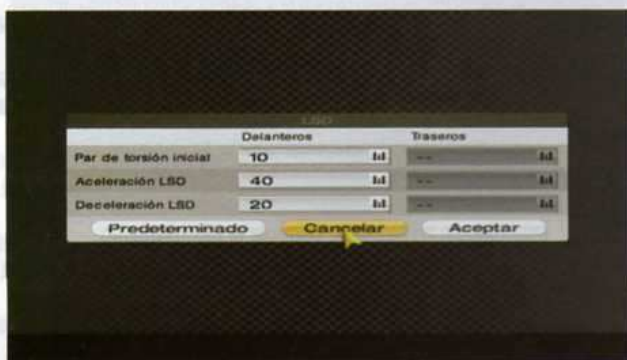 LSD
Delanteros Traseros
Par de torsión inicial 10 --
Aceleración LSD 40 --
Deceleración LSD 20 --
Predeterminado Cancelar Aceptar